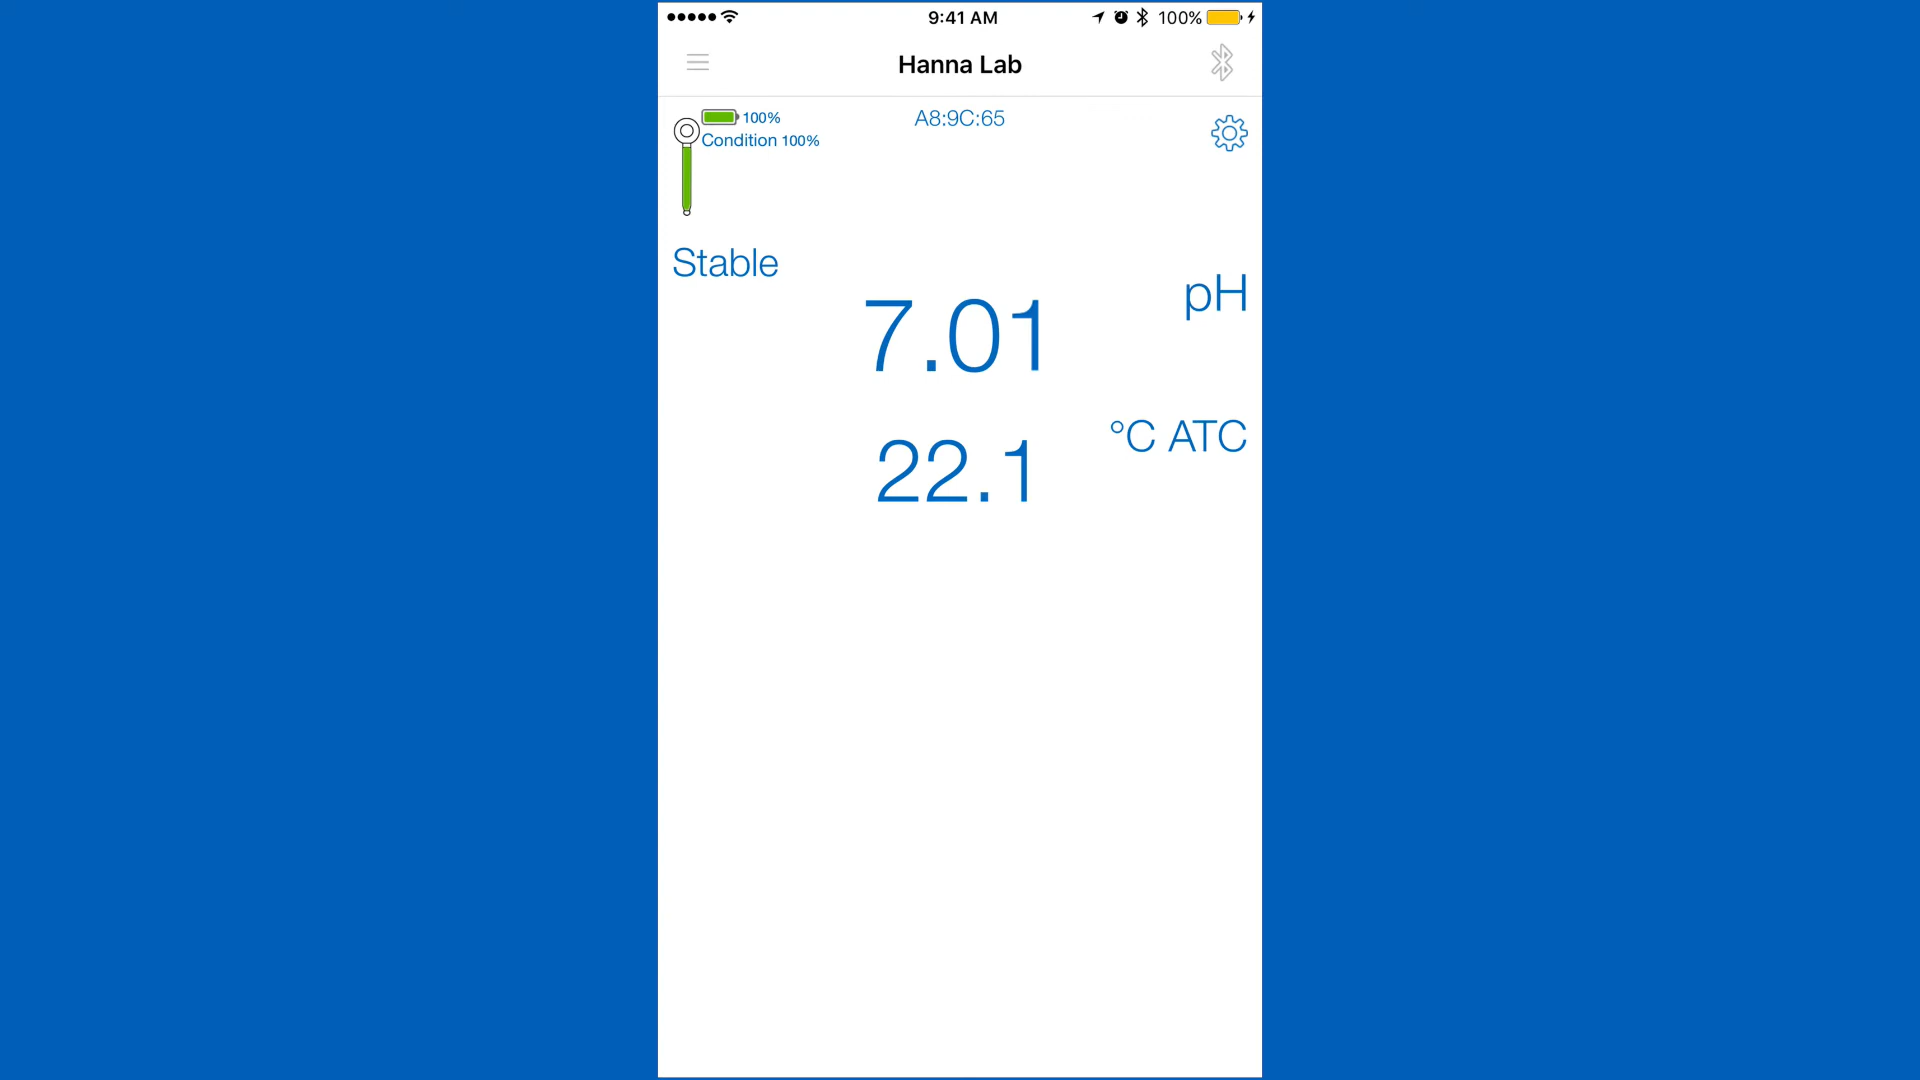 9:41 AM
100%
Hanna Lab
100%
A8:9C:65
Condition 100%
Stable
pH
7.01
°C ATC
22.1